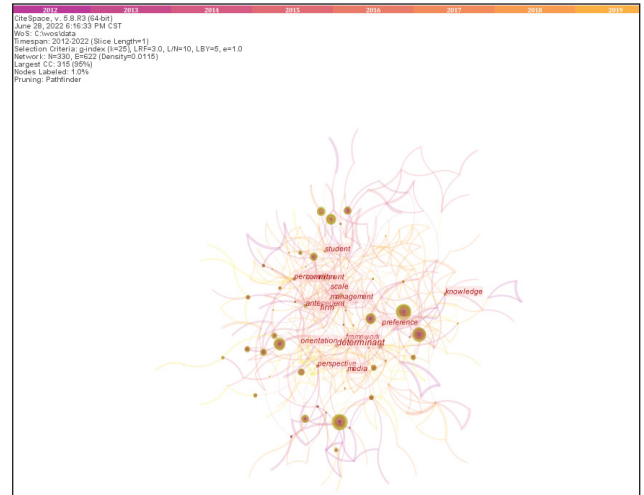 2012 2013 2014 2015 2016 2017 2018 2019
CiteSpace, v. 5.8.R3 (64-bit)
June 28, 2022 6:16:33 PM CST
WoS: C:\wos\data
Timespan: 2012-2022 (Slice Length=1)
Selection Criteria: g-index (k=25), LRF=3.0, L/N=10, LBY=5, e=1.0
Network: N=330, E=622 (Density=0.0115)
Largest CC: 315 (95%)
Nodes Labeled: 1.0%
Pruning: Pathfinder
student
scale
knowledge
management
firm
preference
orientation
framework
determinant
perspective
media